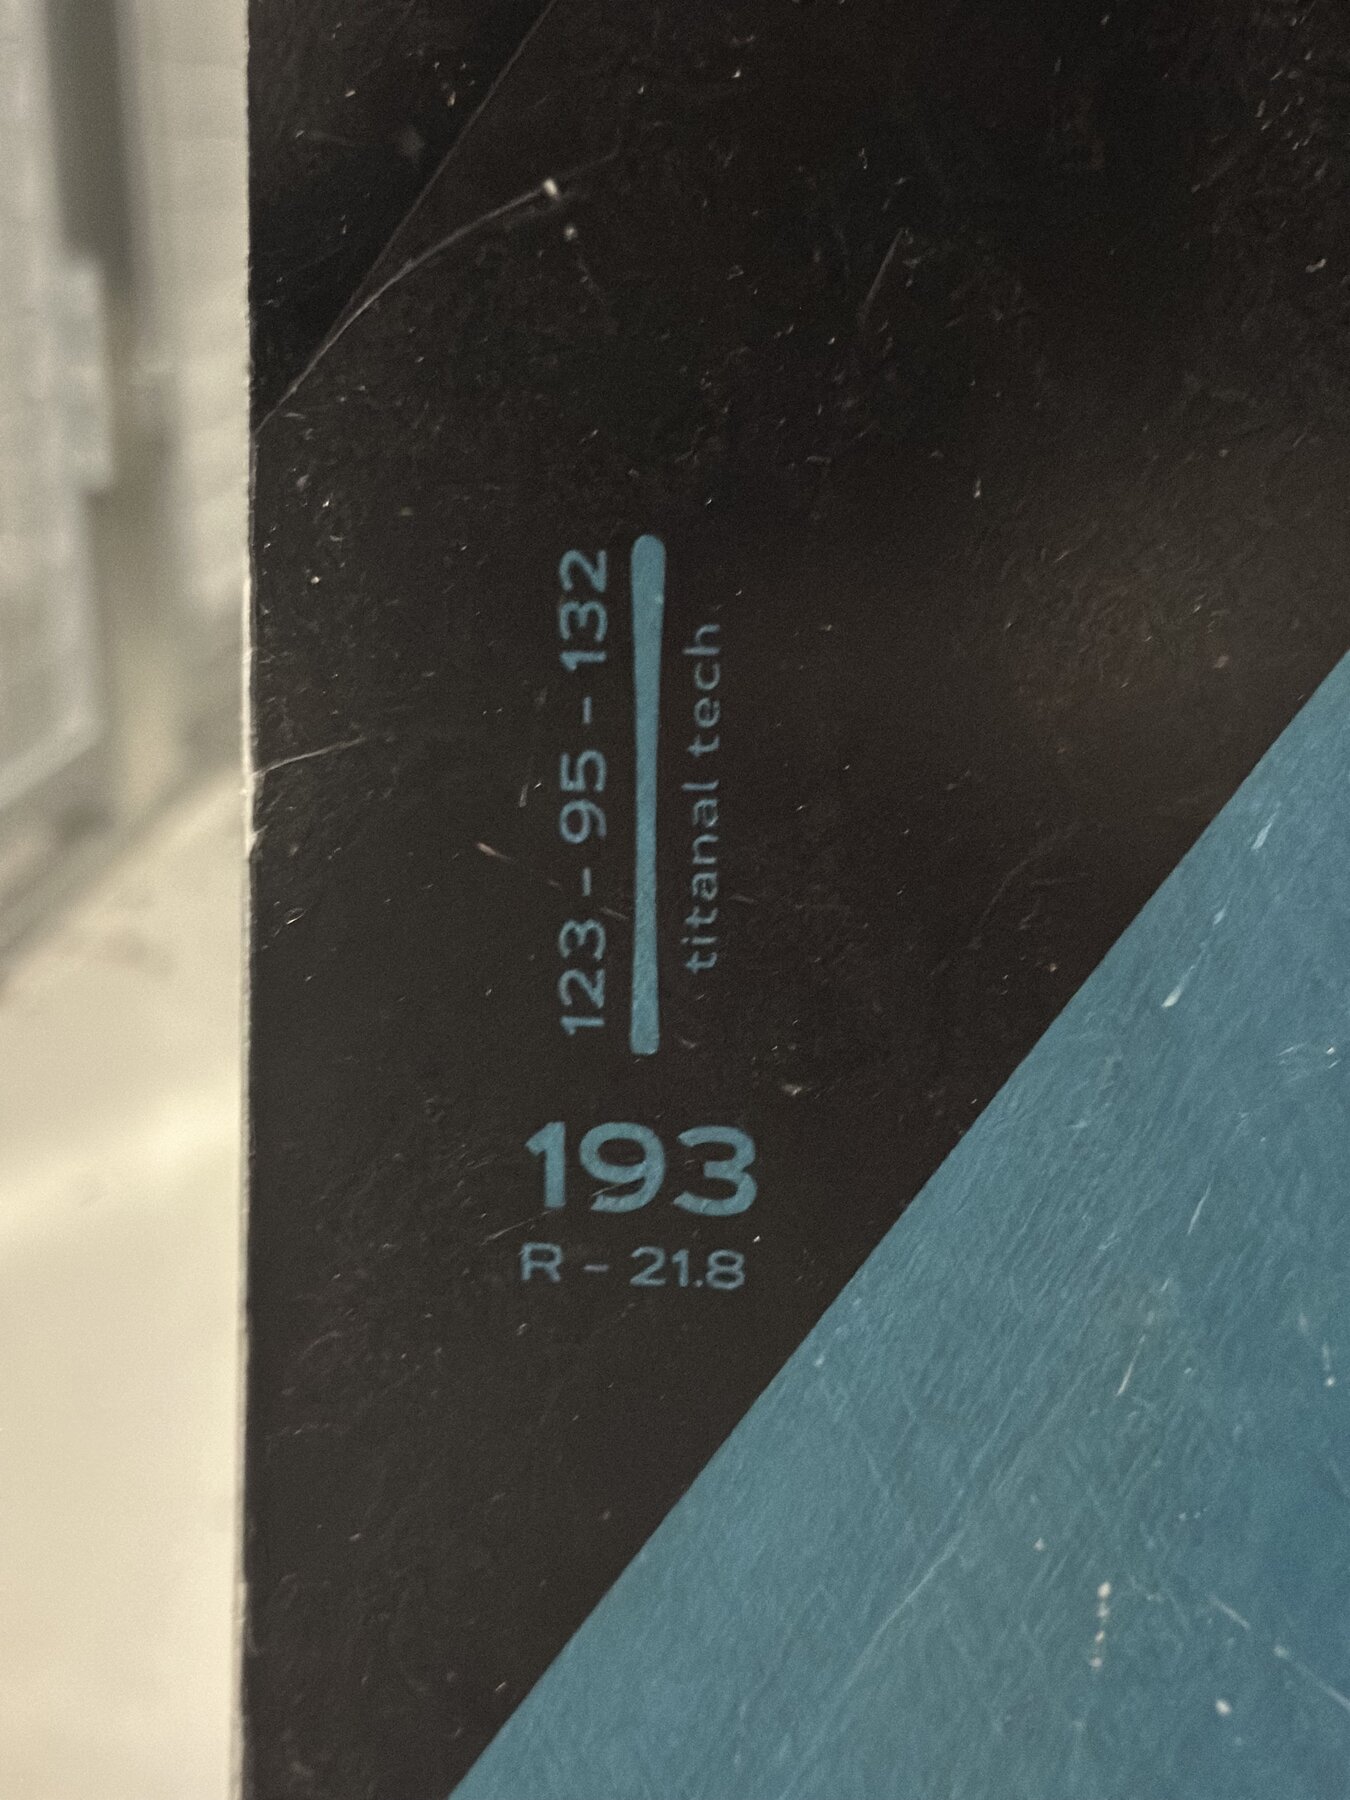 123 - 95 - 132
titanal tech
193
R - 21.8